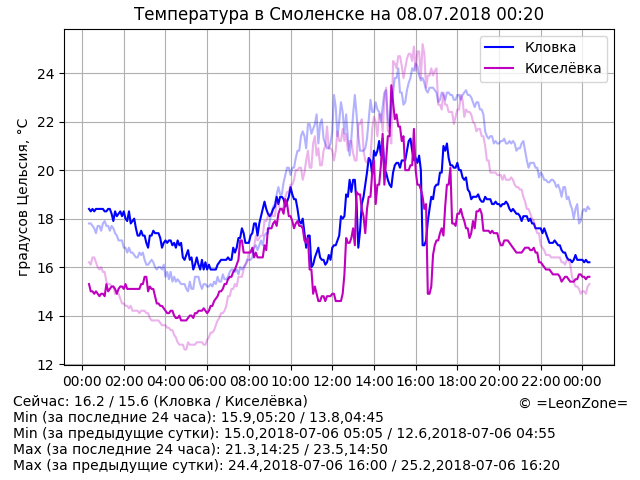 Температура в Смоленске на 08.07.2018 00:20
Кловка
Киселёвка
градусов Цельсия, °C
24
22
20
18
16
14
12
00:00 02:00 04:00 06:00 08:00 10:00 12:00 14:00 16:00 18:00 20:00 22:00 00:00
Сейчас: 16.2 / 15.6 (Кловка / Киселёвка)
© =LeonZone=
Min (за последние 24 часа): 15.9,05:20 / 13.8,04:45
Min (за предыдущие сутки): 15.0,2018-07-06 05:05 / 12.6,2018-07-06 04:55
Max (за последние 24 часа): 21.3,14:25 / 23.5,14:50
Max (за предыдущие сутки): 24.4,2018-07-06 16:00 / 25.2,2018-07-06 16:20